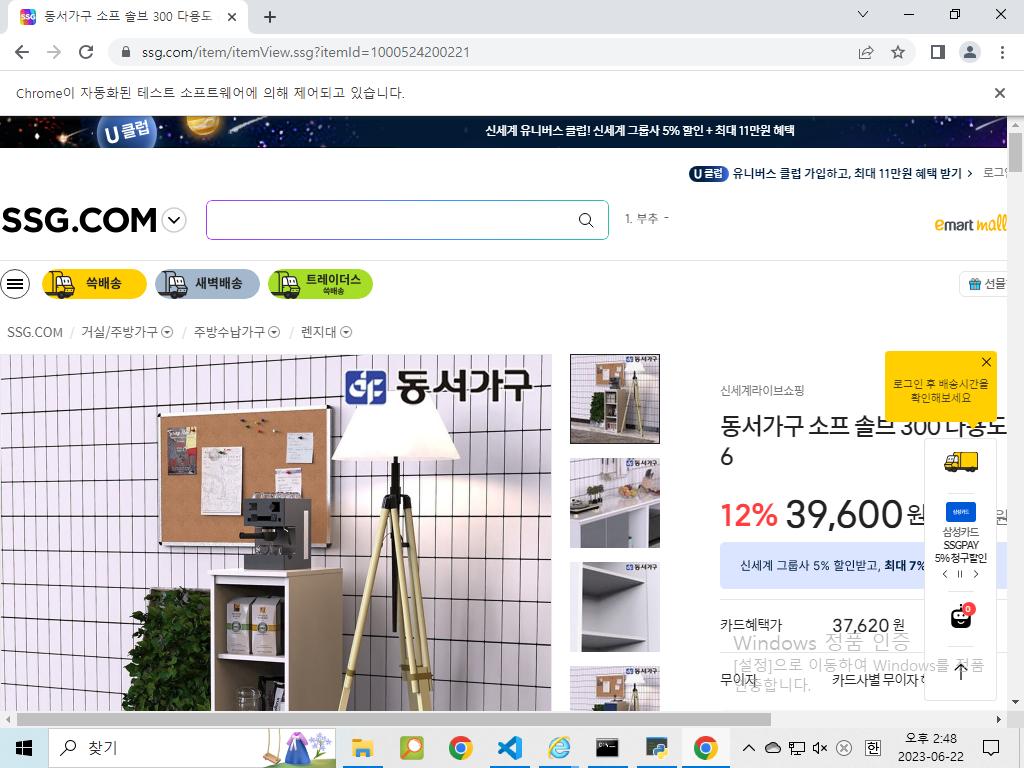 동서가구 소프 솔브 300 다용도
ssg.com/item/itemView.ssg?itemId=1000524200221
Chrome이 자동화된 테스트 소프트웨어에 의해 제어되고 있습니다.
U 클럽
신세계 유니버스 클럽! 신세계 그룹사 5% 할인 + 최대 11만원 혜택
U 클럽 유니버스 클럽 가입하고, 최대 11만원 혜택 받기 >
SSG.COM
1. 부추 -
emart mall
쓱배송
새벽배송
트레이더스
쓱배송
선물
SSG.COM / 거실/주방가구 / 주방수납가구 / 렌지대
동서가구
로그인 후 배송시간을
확인해보세요
신세계라이브쇼핑
동서가구 소프 솔브 300 다용도
6
12% 39,600원
삼성카드
SSGPAY
5% 청구할인
신세계 그룹사 5% 할인받고, 최대 7%
0
카드혜택가 37,620 원
Windows 정품 인증
[설정]으로 이동하여 Windows를 정품
인증합니다.
무이자 카드사별 무이자
찾기
오후 2:48
2023-06-22
한